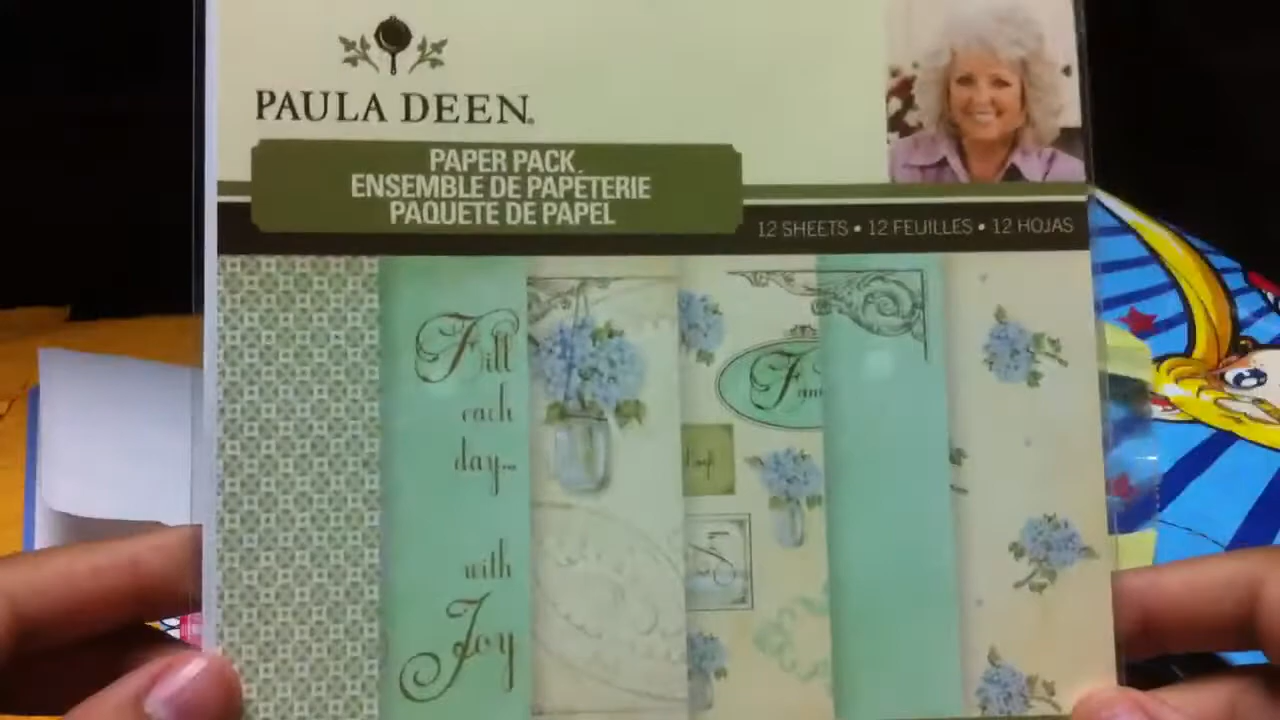 PAULA DEEN
PAPER PACK
ENSEMBLE DE PAPETERIE
PAQUETE DE PAPEL
12 SHEETS • 12 FEUILLES • 12 HOJAS
Fill
each
day...
with
Joy